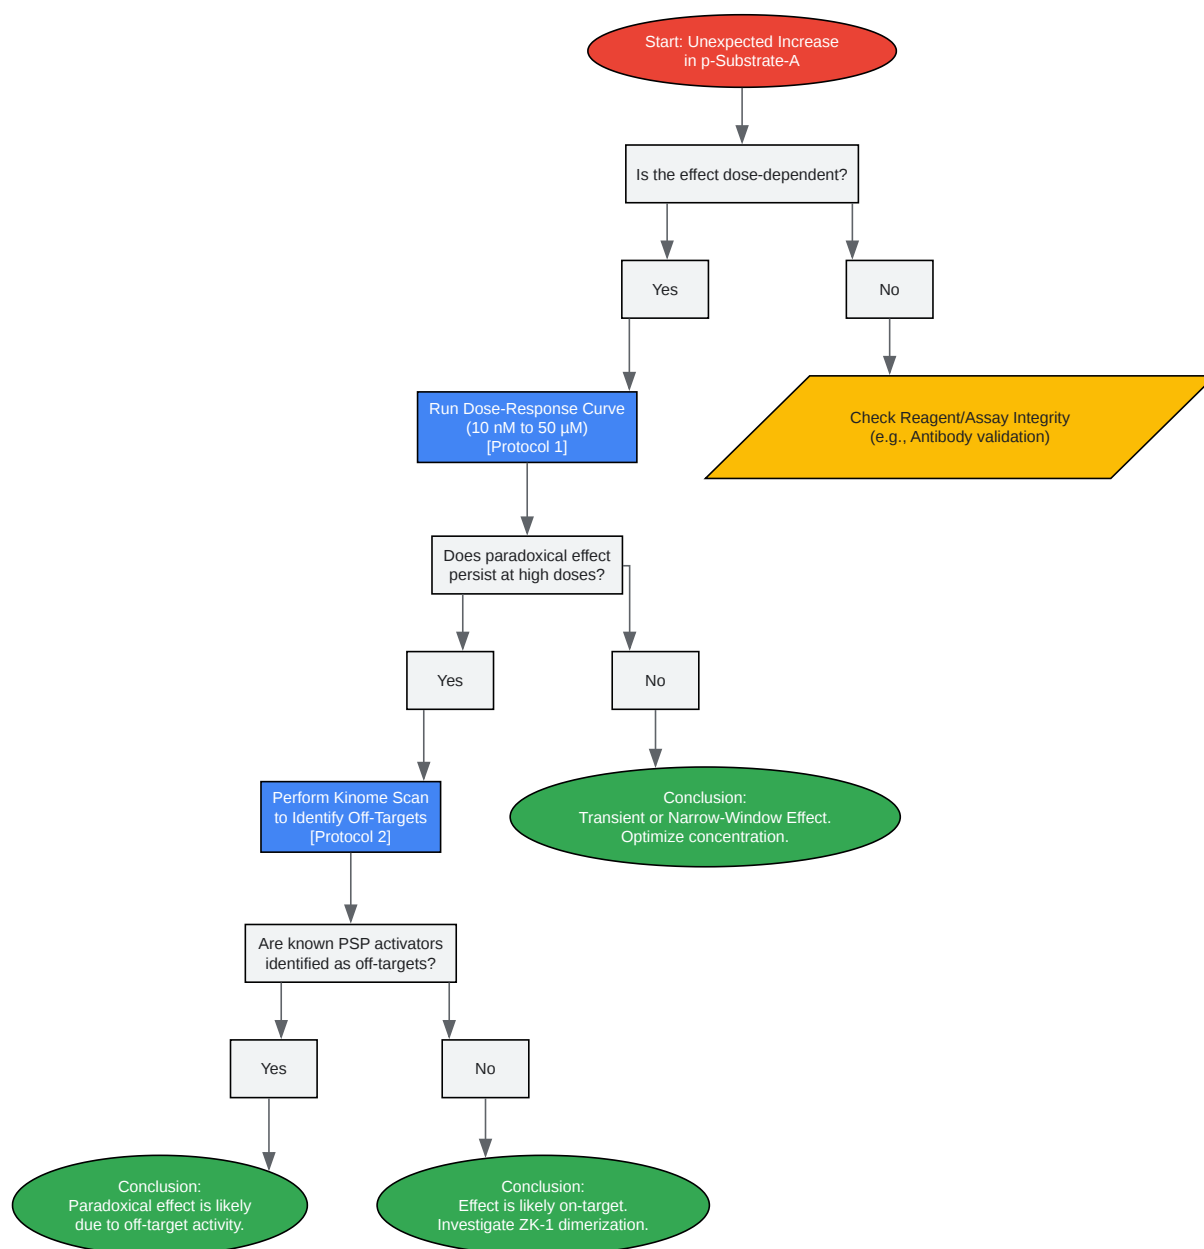 Start: Unexpected Increase
in p-Substrate-A
Is the effect dose-dependent?
Yes
No
Run Dose-Response Curve
(10 nM to 50 µM)
[Protocol 1]
Check Reagent/Assay Integrity
(e.g., Antibody validation)
Does paradoxical effect
persist at high doses?
Yes
No
Perform Kinome Scan
to Identify Off-Targets
[Protocol 2]
Conclusion:
Transient or Narrow-Window Effect.
Optimize concentration.
Are known PSP activators
identified as off-targets?
Yes
No
Conclusion:
Paradoxical effect is likely
due to off-target activity.
Conclusion:
Effect is likely on-target.
Investigate ZK-1 dimerization.